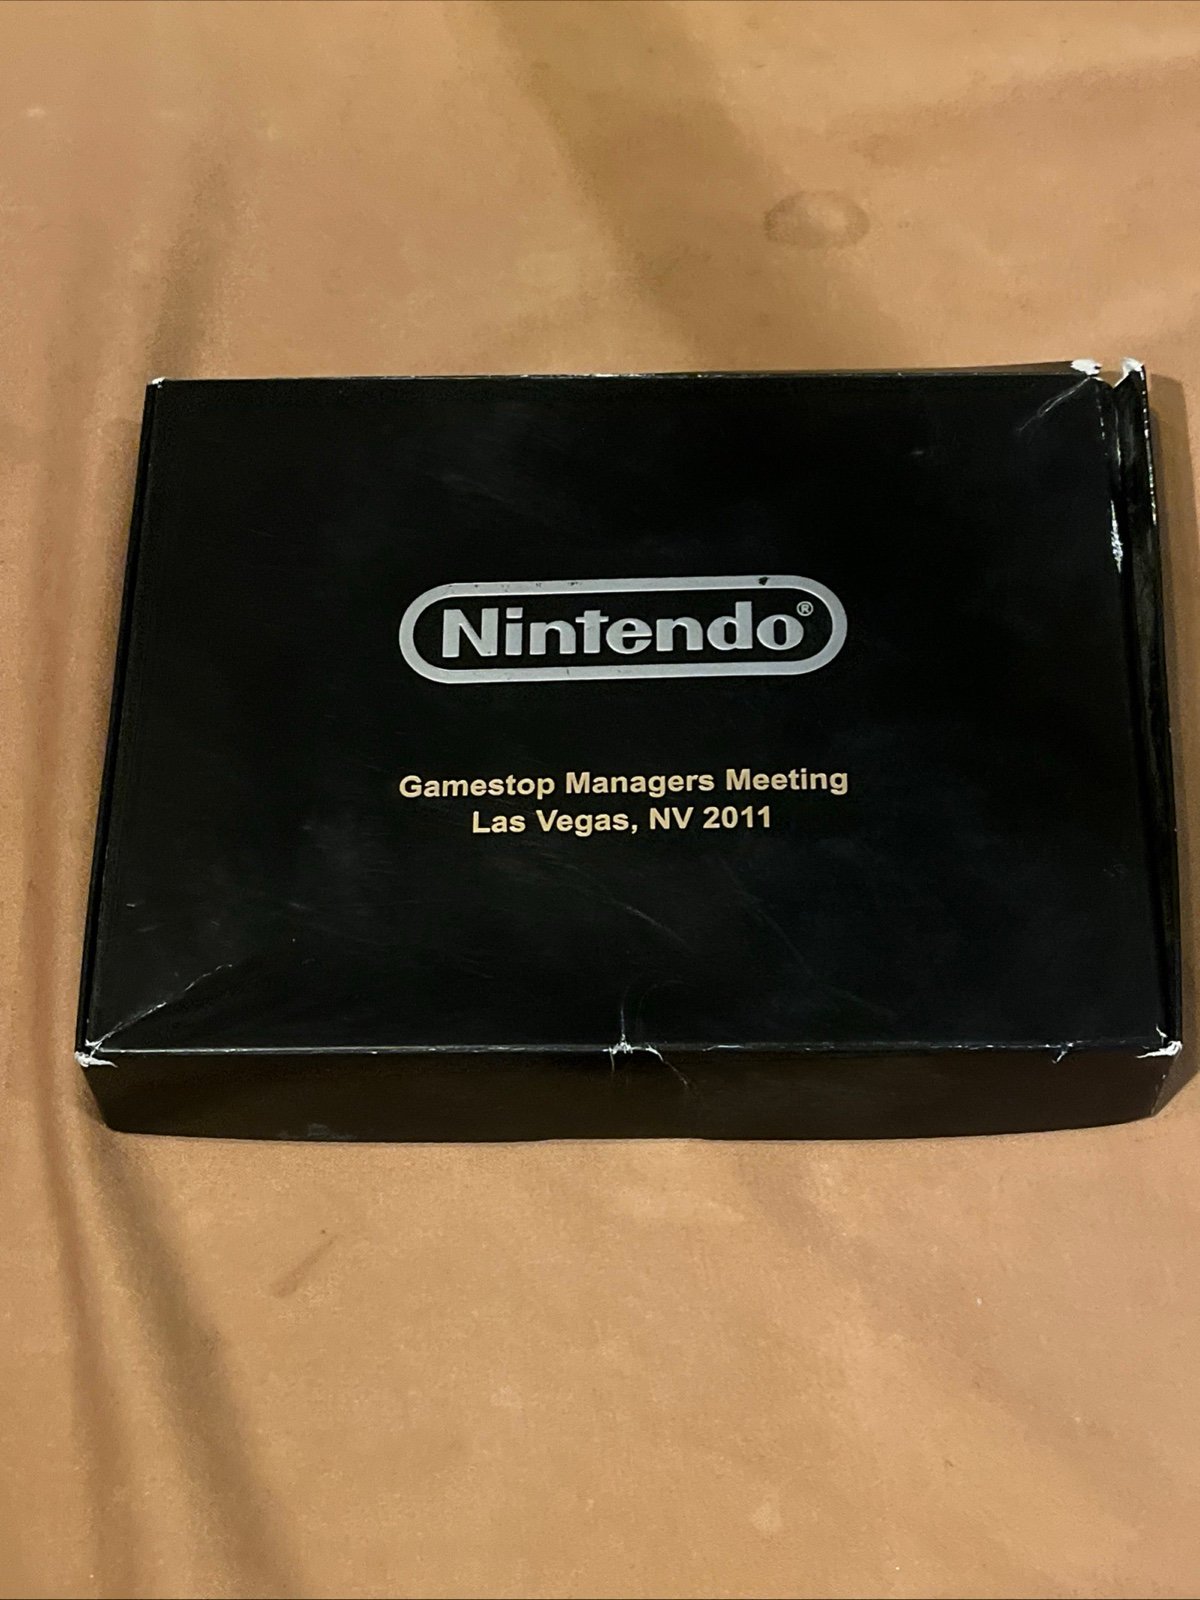 Nintendo®
Gamestop Managers Meeting
Las Vegas, NV 2011